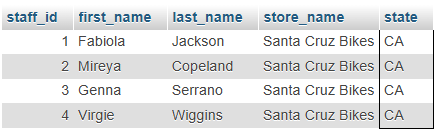 staff_id first_name last_name store_name state
1 Fabiola Jackson Santa Cruz Bikes CA
2 Mireya Copeland Santa Cruz Bikes CA
3 Genna Serrano Santa Cruz Bikes CA
4 Virgie Wiggins Santa Cruz Bikes CA